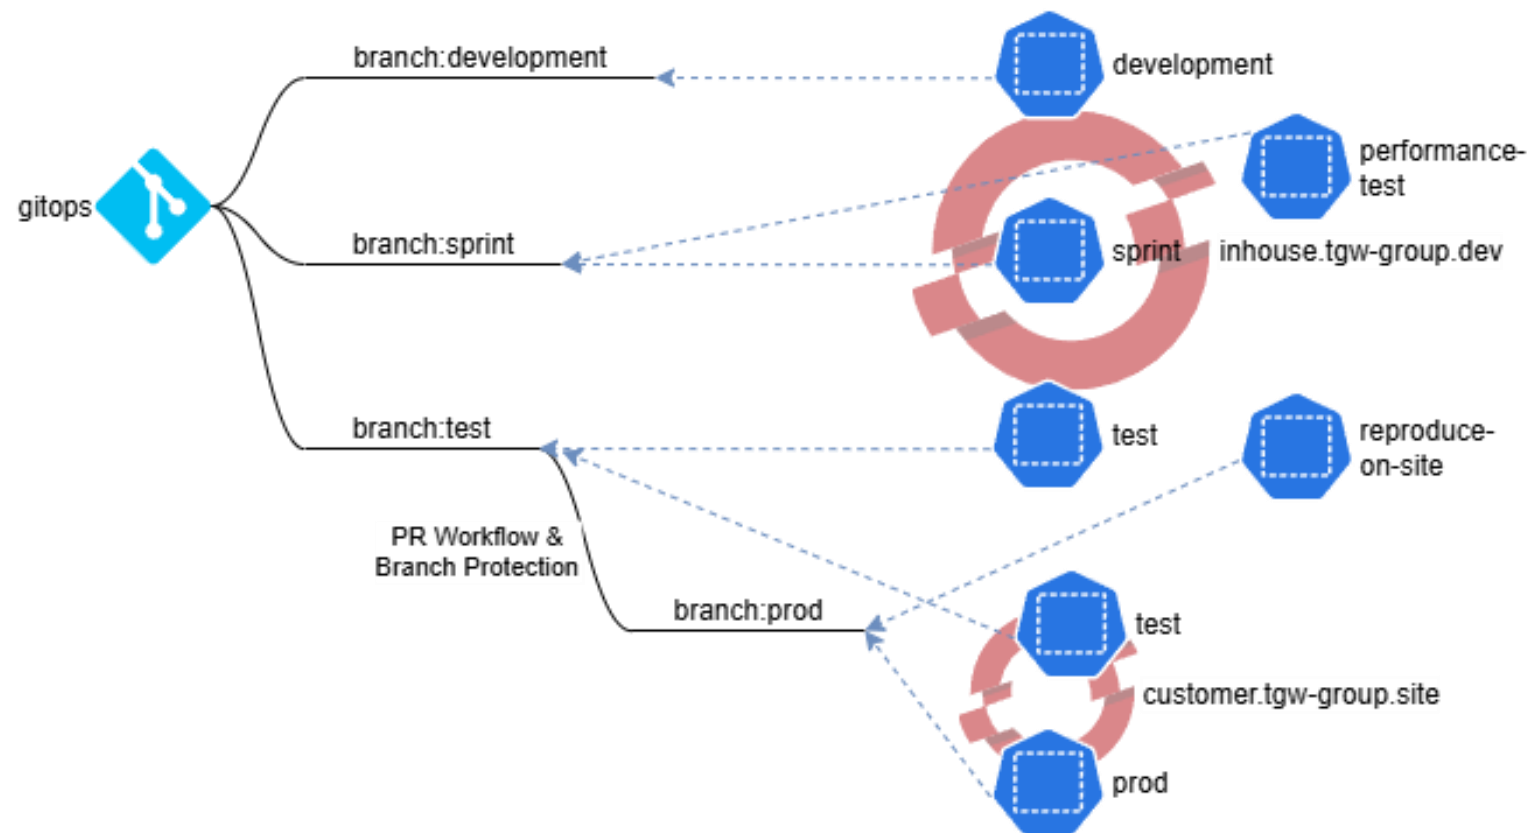 branch:development
development
performance-
test
gitops
branch:sprint
sprint
inhouse.tgw-group.dev
branch:test
test
reproduce-
on-site
PR Workflow &
Branch Protection
branch:prod
test
customer.tgw-group.site
prod